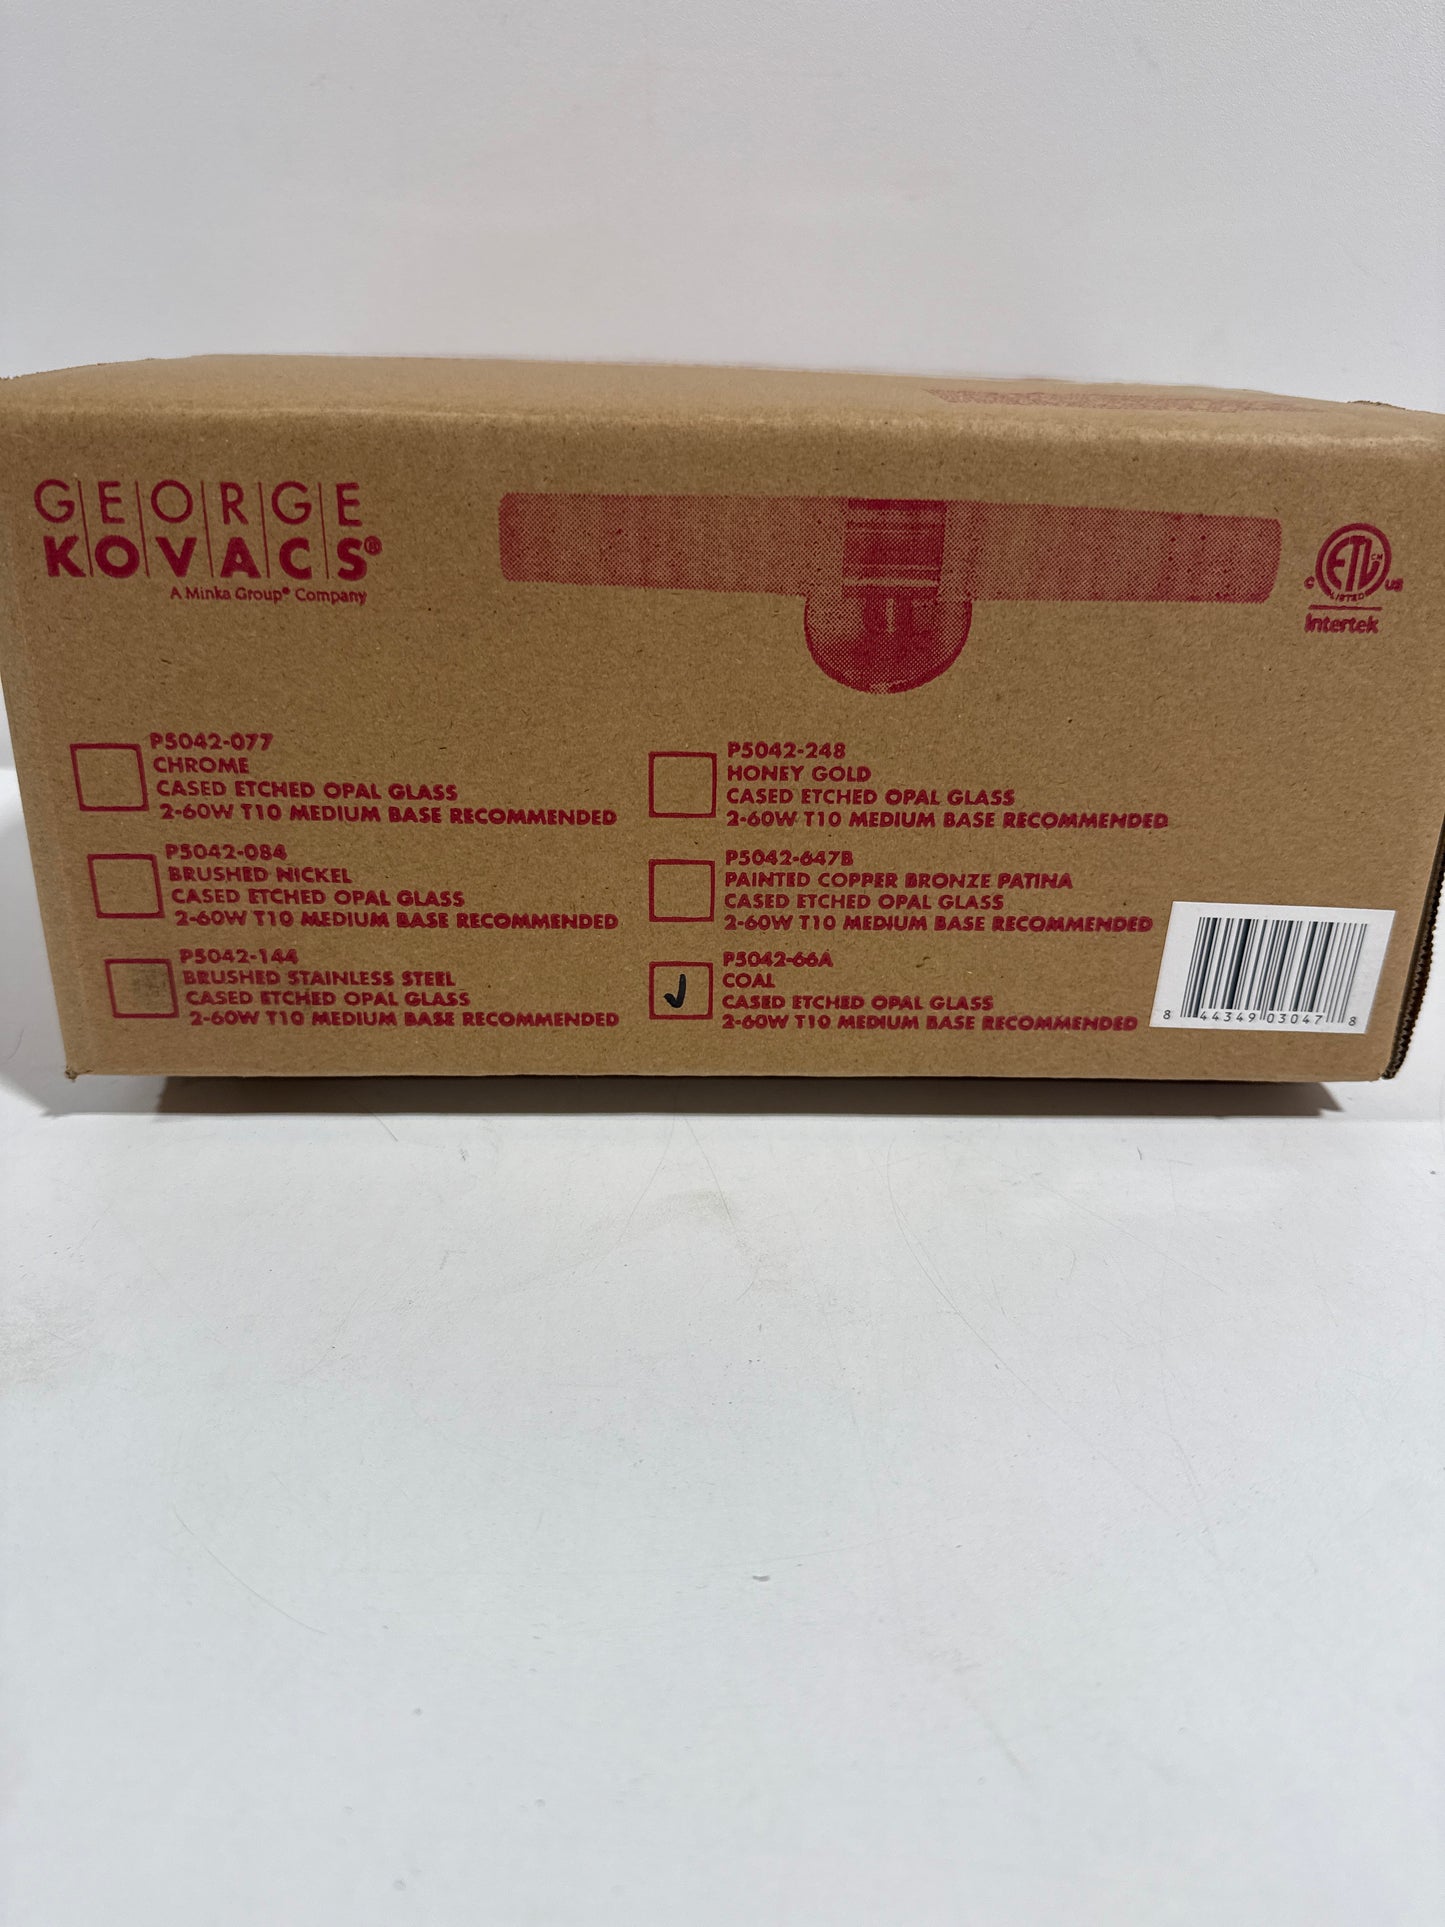 GEORGE
KOVACS®
A Minka Group® Company
ETL CM
LISTED
C US
Intertek
P5042-077
CHROME
CASED ETCHED OPAL GLASS
2-60W T10 MEDIUM BASE RECOMMENDED
P5042-084
BRUSHED NICKEL
CASED ETCHED OPAL GLASS
2-60W T10 MEDIUM BASE RECOMMENDED
P5042-144
BRUSHED STAINLESS STEEL
CASED ETCHED OPAL GLASS
2-60W T10 MEDIUM BASE RECOMMENDED
P5042-248
HONEY GOLD
CASED ETCHED OPAL GLASS
2-60W T10 MEDIUM BASE RECOMMENDED
P5042-647B
PAINTED COPPER BRONZE PATINA
CASED ETCHED OPAL GLASS
2-60W T10 MEDIUM BASE RECOMMENDED
P5042-66A
COAL
CASED ETCHED OPAL GLASS
2-60W T10 MEDIUM BASE RECOMMENDED
8 44349 03047 8